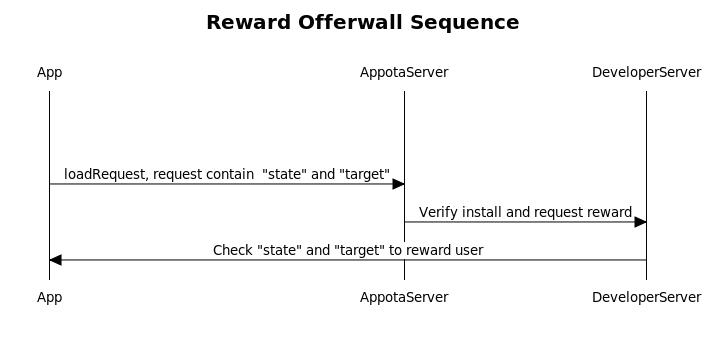 Reward Offerwall Sequence
App AppotaServer DeveloperServer
loadRequest, request contain  "state" and "target"
Verify install and request reward
Check "state" and "target" to reward user
App AppotaServer DeveloperServer